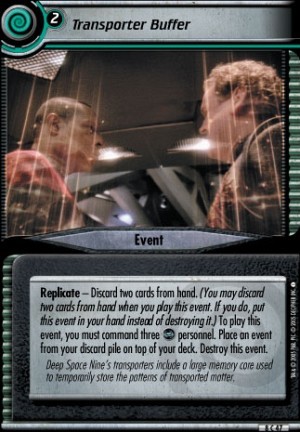 2 Transporter Buffer
Event
Replicate – Discard two cards from hand. (You may discard
two cards from hand when you play this event. If you do, put
this event in your hand instead of destroying it.) To play this
event, you must command three personnel. Place an event
from your discard pile on top of your deck. Destroy this event.
Deep Space Nine's transporters include a large memory core used
to temporarily store the patterns of transported matter.